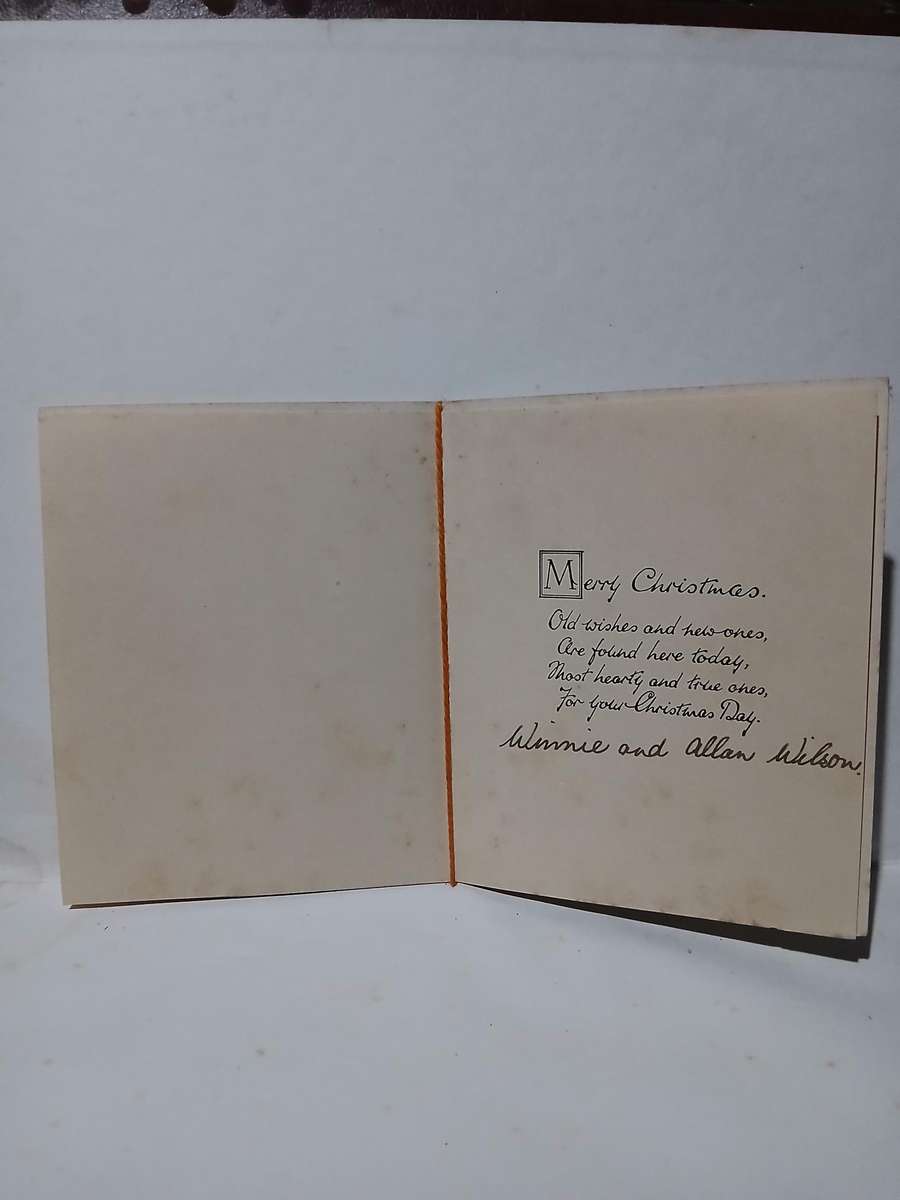 Merry Christmas.
Old wishes and new ones,
Are found here today,
Most hearty and true ones,
For your Christmas Day.
Winnie and Allan Wilson.